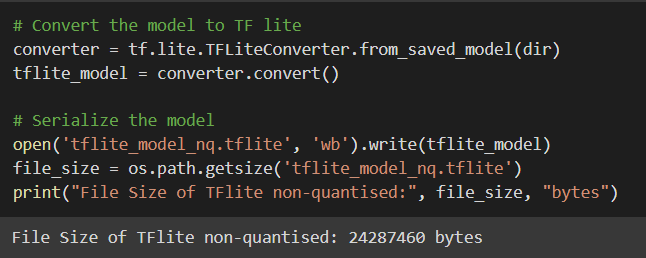 # Convert the model to TF lite
converter = tf.lite.TFLiteConverter.from_saved_model(dir)
tflite_model = converter.convert()
# Serialize the model
open('tflite_model_nq.tflite', 'wb').write(tflite_model)
file_size = os.path.getsize('tflite_model_nq.tflite')
print("File Size of TFlite non-quantised:", file_size, "bytes")
File Size of TFlite non-quantised: 24287460 bytes